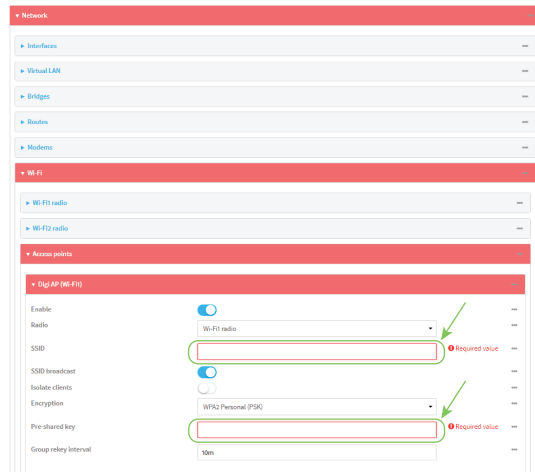 Network
Interfaces
Virtual LAN
Bridges
Routes
Modems
Wi-Fi
Wi-Fi1 radio
Wi-Fi2 radio
Access points
Digi AP (Wi-Fi1)
Enable
Radio Wi-Fi1 radio
SSID Required value
SSID broadcast
Isolate clients
Encryption WPA2 Personal (PSK)
Pre-shared key Required value
Group rekey interval 10m